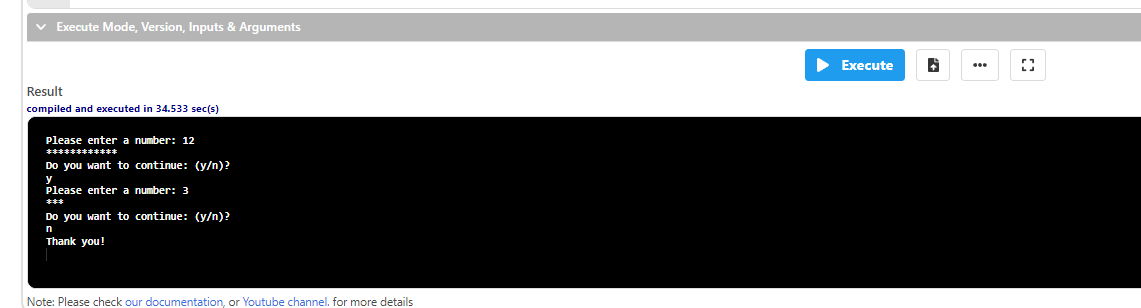 Execute Mode, Version, Inputs & Arguments
Execute
Result
compiled and executed in 34.533 sec(s)
Please enter a number: 12
************
Do you want to continue: (y/n)?
y
Please enter a number: 3
***
Do you want to continue: (y/n)?
n
Thank you!
Note: Please check our documentation, or Youtube channel. for more details